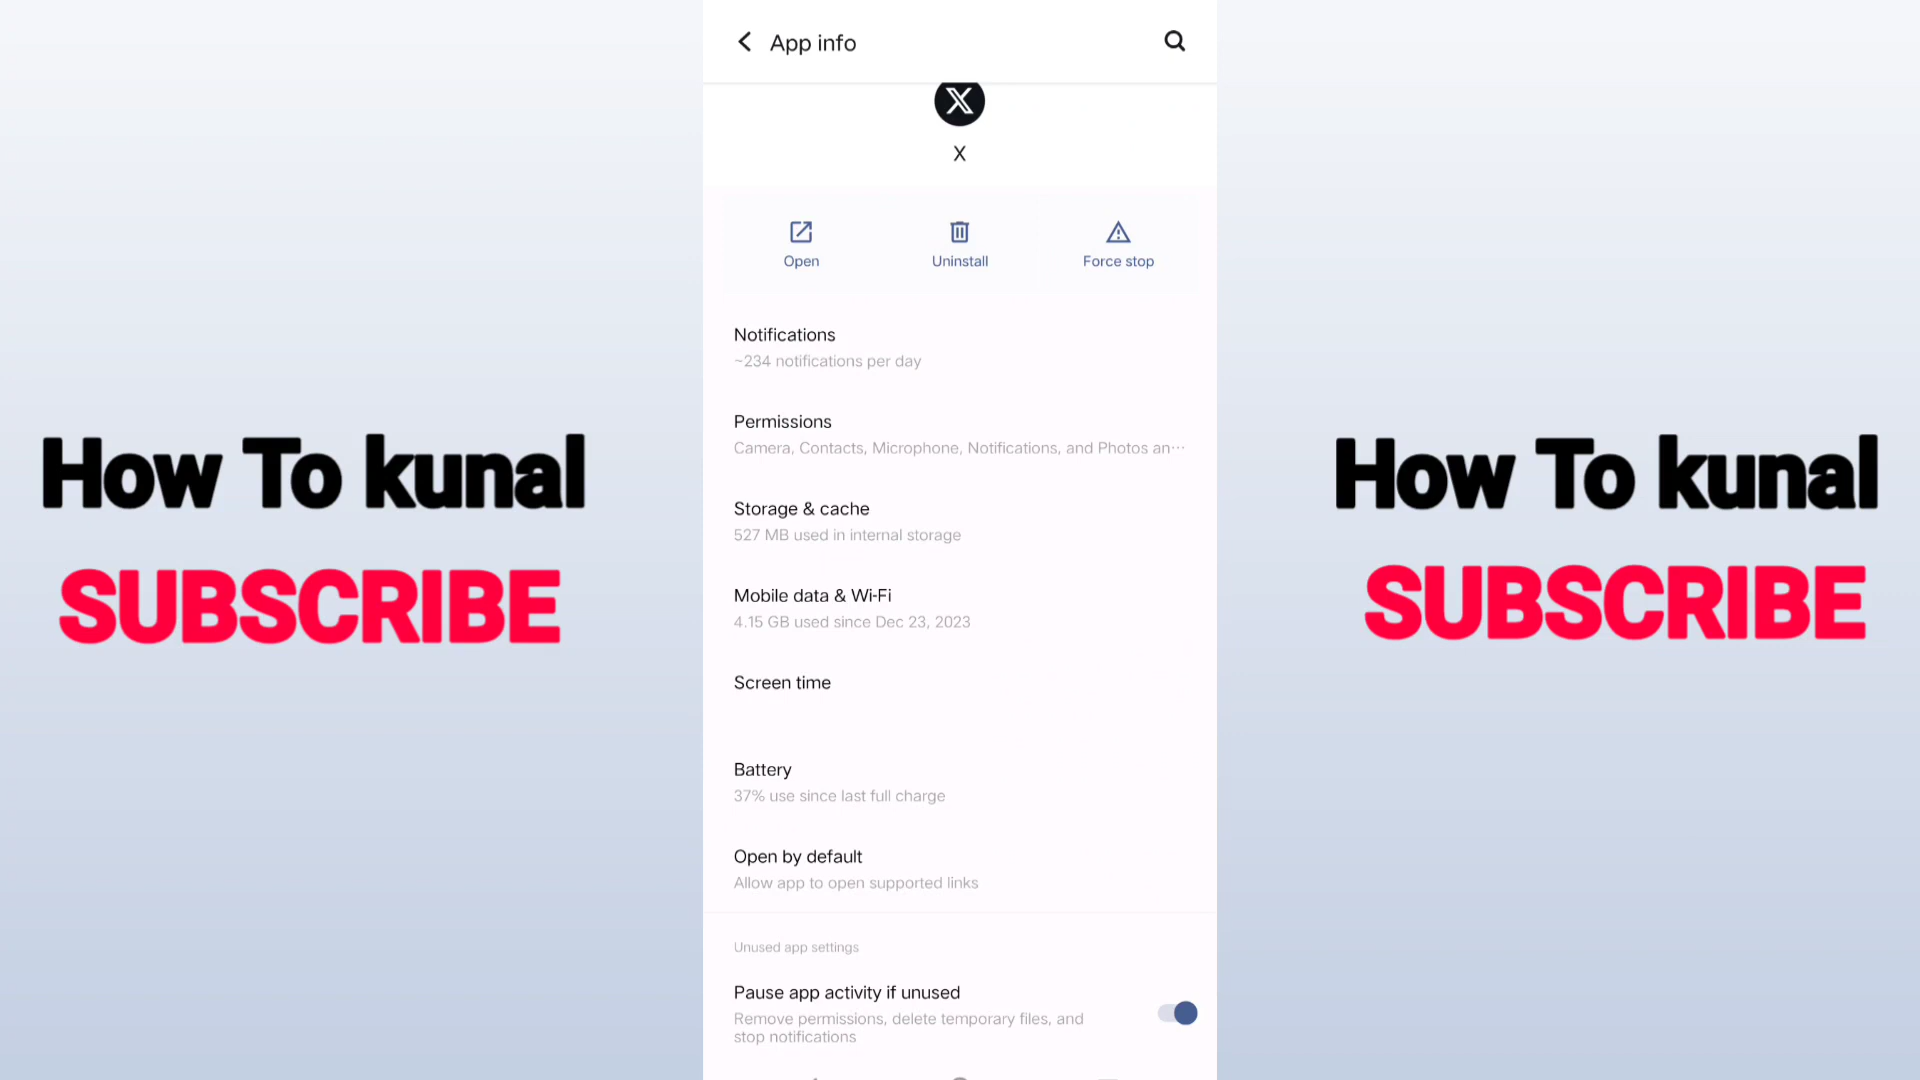 App info
X
X
Open
Uninstall
Force stop
Notifications
~234 notifications per day
Permissions
Camera, Contacts, Microphone, Notifications, and Photos an···
Storage & cache
527 MB used in internal storage
Mobile data & Wi-Fi
4.15 GB used since Dec 23, 2023
Screen time
Battery
37% use since last full charge
Open by default
Allow app to open supported links
Unused app settings
Pause app activity if unused
Remove permissions, delete temporary files, and
stop notifications
How To kunal
SUBSCRIBE
How To kunal
SUBSCRIBE